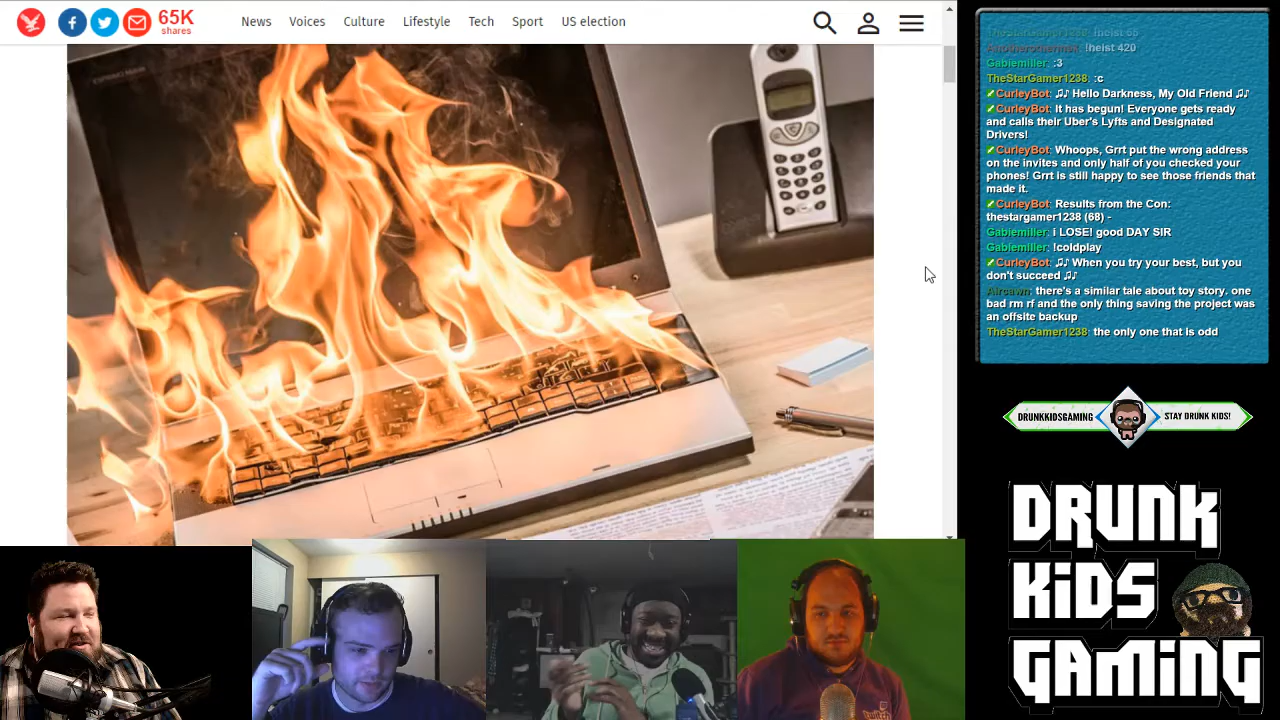 65K
shares
News Voices Culture Lifestyle Tech Sport US election
TheStarGamer1238: !heist 65
!heist 420
Gabiemiller: :3
TheStarGamer1238: :c
CurleyBot: ♫♪ Hello Darkness, My Old Friend ♫♪
CurleyBot: It has begun! Everyone gets ready
and calls their Uber's Lyfts and Designated
Drivers!
CurleyBot: Whoops, Grrt put the wrong address
on the invites and only half of you checked your
phones! Grrt is still happy to see those friends that
made it.
CurleyBot: Results from the Con:
thestargamer1238 (68) -
Gabiemiller: i LOSE! good DAY SIR
Gabiemiller: !coldplay
CurleyBot: ♫♪ When you try your best, but you
don't succeed ♫♪
Aircawn: there's a similar tale about toy story. one
bad rm rf and the only thing saving the project was
an offsite backup
TheStarGamer1238: the only one that is odd
DRUNKKIDSGAMING STAY DRUNK KIDS!
DRUNK
KiDS
GAMiNG